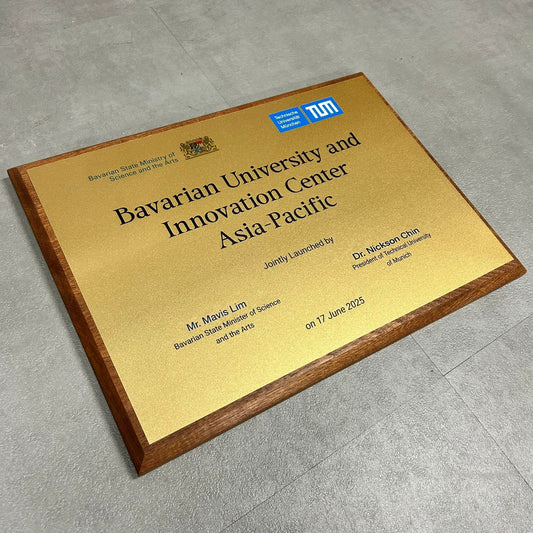 Bavarian State Ministry of
Science and the Arts
Technische
Universität
München
TUM
Bavarian University and
Innovation Center
Asia-Pacific
Jointly Launched by
Mr. Mavis Lim
Bavarian State Minister of Science
and the Arts
Dr. Nickson Chin
President of Technical University
of Munich
on 17 June 2025